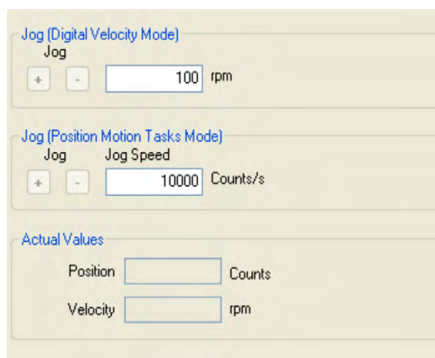 Jog (Digital Velocity Mode)
Jog
+ - 100 rpm
Jog (Position Motion Tasks Mode)
Jog Jog Speed
+ - 10000 Counts/s
Actual Values
Position Counts
Velocity rpm